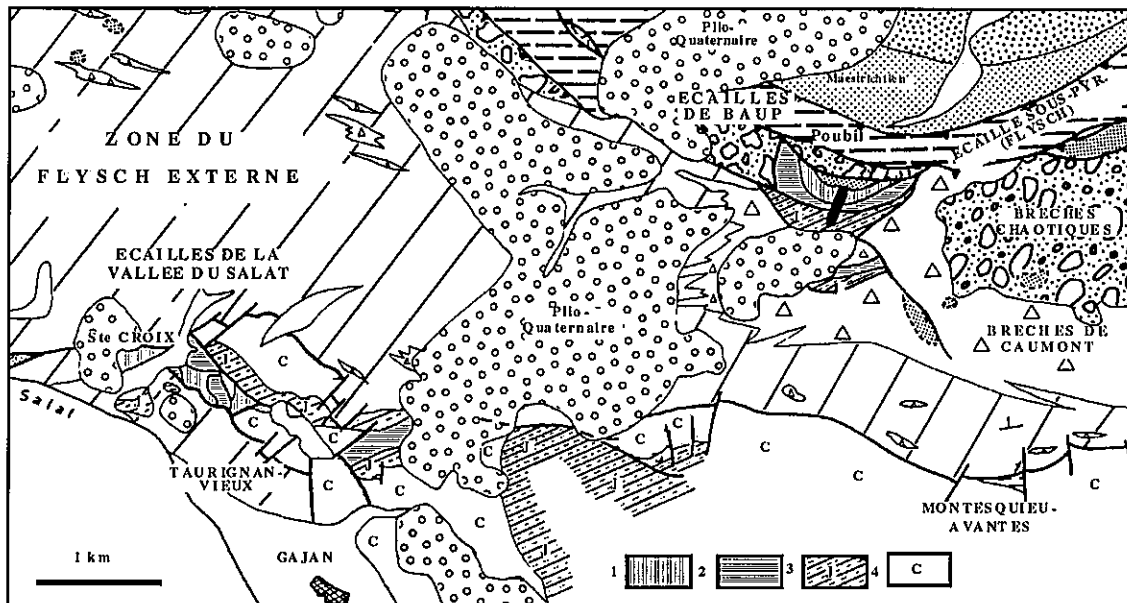 Plio-
Quaternaire
Maestrichtien
ECAILLES
DE BAUP
Poubil
ECAILLE SOUS-PYR.
(FLYSCH)
ZONE DU
FLYSCH EXTERNE
BRECHES
CHAOTIQUES
ECAILLES DE LA
VALLEE DU SALAT
Ste CROIX
Plio-
Quaternaire
BRECHES DE
CAUMONT
C
J
Salat
J
J
C
C
C
C
C
C
J
TAURIGNAN-
VIEUX
C
C
J
C
C
MONTESQUIEU-
AVANTES
C
C
J
GAJAN
1 km
1
2
3
J
4
C